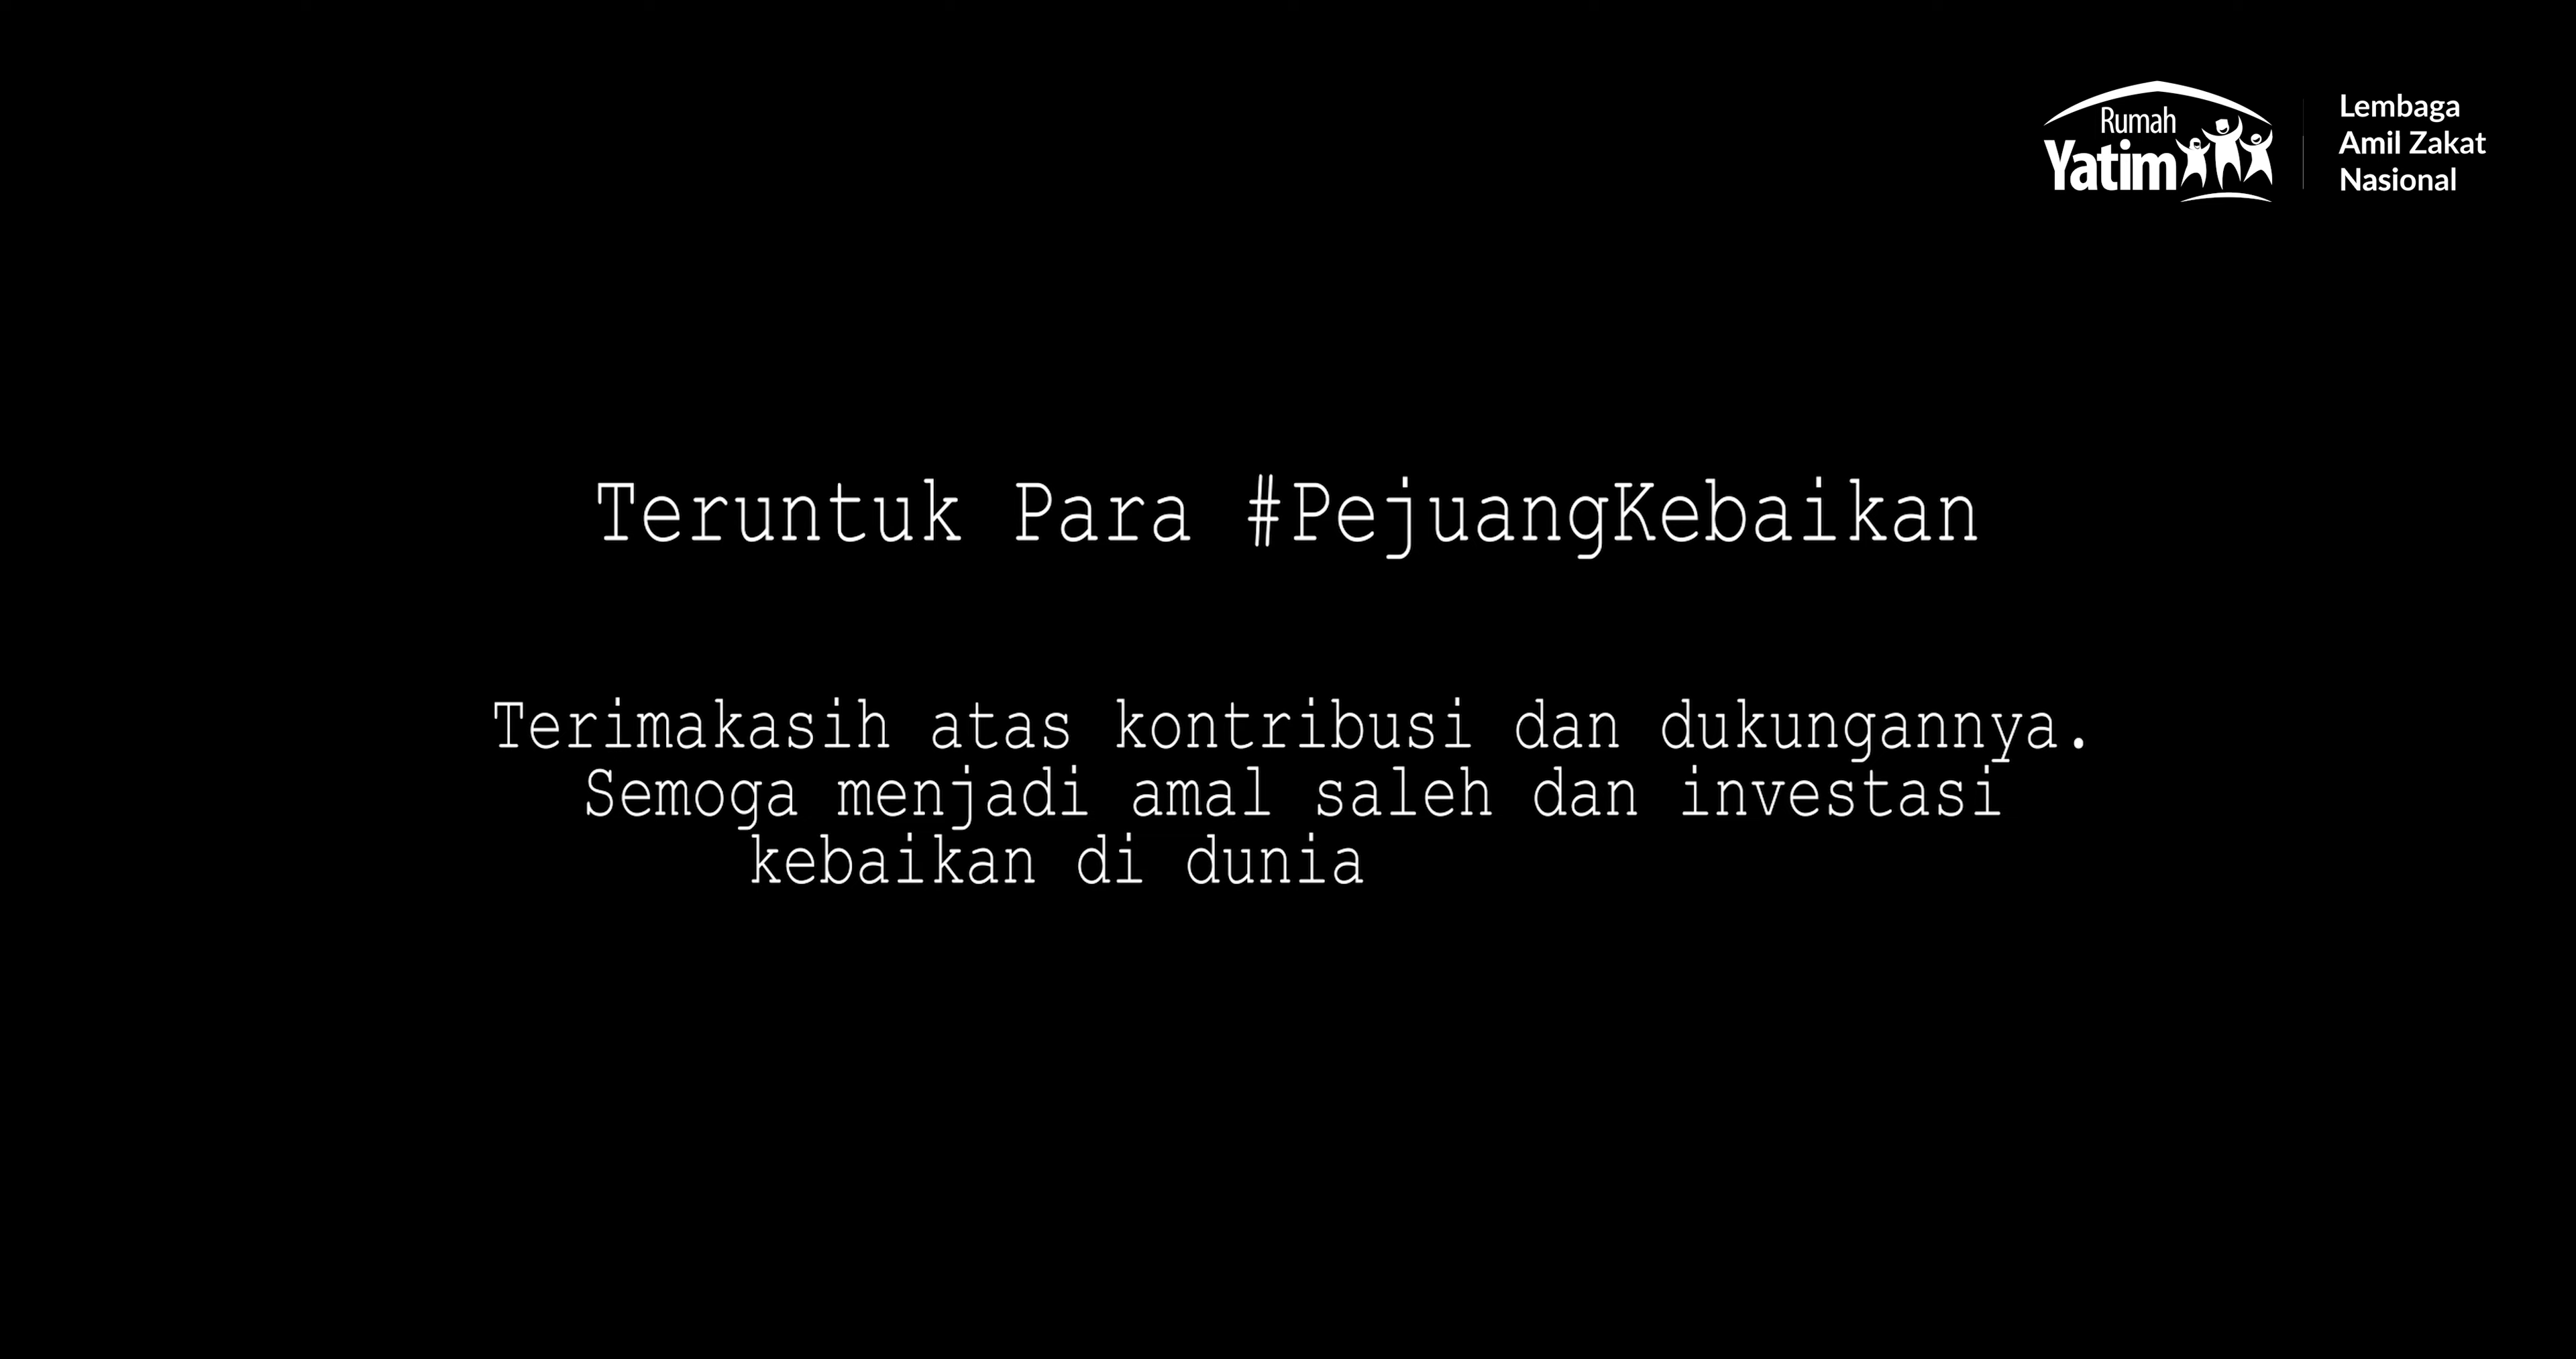 Rumah
Yatim
Lembaga
Amil Zakat
Nasional
Teruntuk Para #PejuangKebaikan
Terimakasih atas kontribusi dan dukungannya.
Semoga menjadi amal saleh dan investasi
kebaikan di dunia